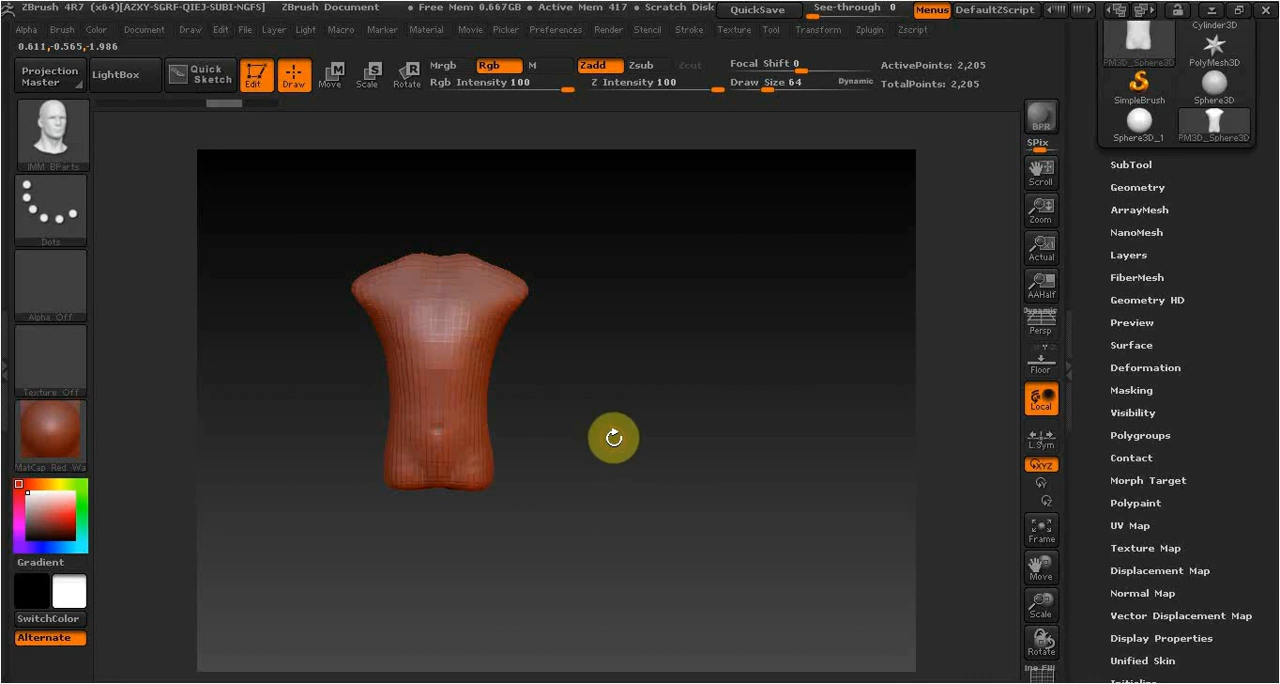 ZBrush 4R7 (x64)[AZXY-SGRF-QIEJ-SUBI-NGFS] ZBrush Document • Free Mem 0.667GB • Active Mem 417 • Scratch Disk QuickSave See-through 0 Menus DefaultZScript
Alpha Brush Color Document Draw Edit File Layer Light Macro Marker Material Movie Picker Preferences Render Stencil Stroke Texture Tool Transform Zplugin Zscript
0.611,-0.565,-1.986
Projection Master
LightBox
Quick Sketch
Edit
Draw
Move
Scale
Rotate
Mrgb Rgb M
Rgb Intensity 100
Zadd Zsub Zcut
Z Intensity 100
Focal Shift 0
Draw Size 64 Dynamic
ActivePoints: 2,205
TotalPoints: 2,205
IMM BParts
Dots
Alpha Off
Texture Off
MatCap Red Wa
Gradient
SwitchColor
Alternate
BPR
SPix
Scroll
Zoom
Actual
AAHalf
Dynamic
Persp
Floor
Local
L.Sym
XYZ
Frame
Move
Scale
Rotate
Cylinder3D
PM3D_Sphere3D
PolyMesh3D
SimpleBrush
Sphere3D
Sphere3D_1
PM3D_Sphere3D
SubTool
Geometry
ArrayMesh
NanoMesh
Layers
FiberMesh
Geometry HD
Preview
Surface
Deformation
Masking
Visibility
Polygroups
Contact
Morph Target
Polypaint
UV Map
Texture Map
Displacement Map
Normal Map
Vector Displacement Map
Display Properties
Unified Skin